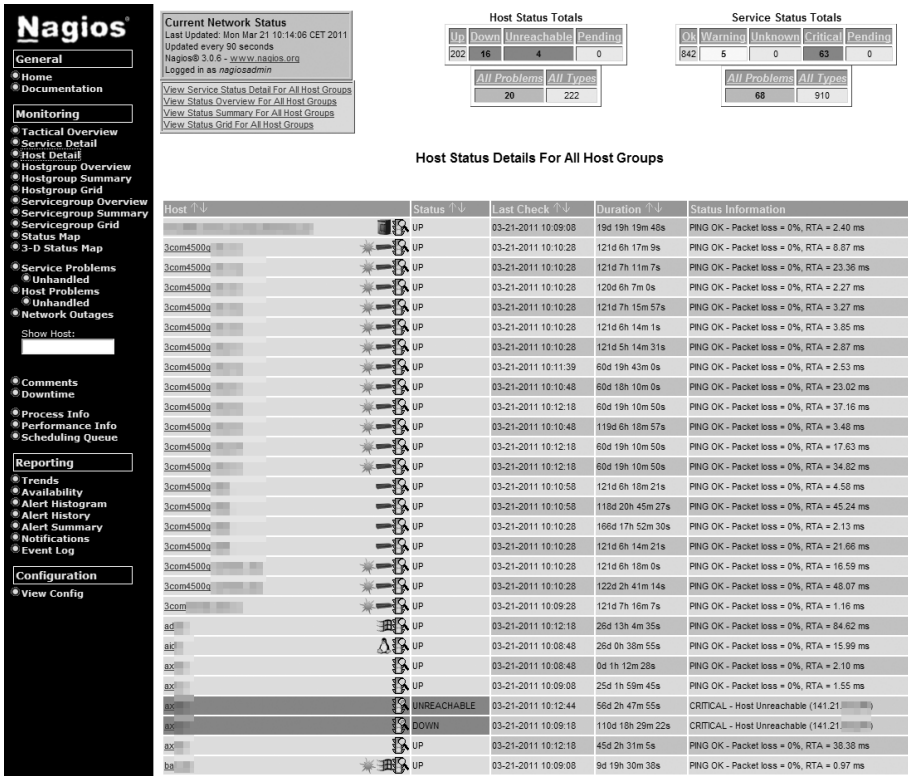 Nagios®
General
Home
Documentation
Monitoring
Tactical Overview
Service Detail
Host Detail
Hostgroup Overview
Hostgroup Summary
Hostgroup Grid
Servicegroup Overview
Servicegroup Summary
Servicegroup Grid
Status Map
3-D Status Map
Service Problems
Unhandled
Host Problems
Unhandled
Network Outages
Show Host:
Comments
Downtime
Process Info
Performance Info
Scheduling Queue
Reporting
Trends
Availability
Alert Histogram
Alert History
Alert Summary
Notifications
Event Log
Configuration
View Config
Current Network Status
Last Updated: Mon Mar 21 10:14:06 CET 2011
Updated every 90 seconds
Nagios® 3.0.6 - www.nagios.org
Logged in as nagiosadmin
View Service Status Detail For All Host Groups
View Status Overview For All Host Groups
View Status Summary For All Host Groups
View Status Grid For All Host Groups
Host Status Totals
Up Down Unreachable Pending
202 16 4 0
All Problems All Types
20 222
Service Status Totals
Ok Warning Unknown Critical Pending
842 5 0 63 0
All Problems All Types
68 910
Host Status Details For All Host Groups
Host ↑↓ Status ↑↓ Last Check ↑↓ Duration ↑↓ Status Information
UP 03-21-2011 10:09:08 19d 19h 19m 48s PING OK - Packet loss = 0%, RTA = 2.40 ms
3com4500g UP 03-21-2011 10:10:28 121d 6h 17m 9s PING OK - Packet loss = 0%, RTA = 8.87 ms
3com4500g UP 03-21-2011 10:10:28 121d 7h 11m 7s PING OK - Packet loss = 0%, RTA = 23.36 ms
3com4500g UP 03-21-2011 10:10:28 120d 6h 7m 0s PING OK - Packet loss = 0%, RTA = 2.27 ms
3com4500g UP 03-21-2011 10:10:28 121d 7h 15m 57s PING OK - Packet loss = 0%, RTA = 3.27 ms
3com4500g UP 03-21-2011 10:10:28 121d 6h 14m 1s PING OK - Packet loss = 0%, RTA = 3.85 ms
3com4500g UP 03-21-2011 10:10:28 121d 5h 14m 31s PING OK - Packet loss = 0%, RTA = 2.87 ms
3com4500g UP 03-21-2011 10:11:39 60d 19h 43m 0s PING OK - Packet loss = 0%, RTA = 2.53 ms
3com4500g UP 03-21-2011 10:10:48 60d 18h 10m 0s PING OK - Packet loss = 0%, RTA = 23.02 ms
3com4500g UP 03-21-2011 10:12:18 60d 19h 10m 50s PING OK - Packet loss = 0%, RTA = 37.16 ms
3com4500g UP 03-21-2011 10:10:48 119d 6h 18m 57s PING OK - Packet loss = 0%, RTA = 3.48 ms
3com4500g UP 03-21-2011 10:12:18 60d 19h 10m 50s PING OK - Packet loss = 0%, RTA = 17.63 ms
3com4500g UP 03-21-2011 10:12:18 60d 19h 10m 50s PING OK - Packet loss = 0%, RTA = 34.82 ms
3com4500g UP 03-21-2011 10:10:58 121d 6h 18m 21s PING OK - Packet loss = 0%, RTA = 4.58 ms
3com4500g UP 03-21-2011 10:10:58 118d 20h 45m 27s PING OK - Packet loss = 0%, RTA = 45.24 ms
3com4500g UP 03-21-2011 10:10:28 166d 17h 52m 30s PING OK - Packet loss = 0%, RTA = 2.13 ms
3com4500g UP 03-21-2011 10:10:28 121d 6h 14m 21s PING OK - Packet loss = 0%, RTA = 21.66 ms
3com4500g UP 03-21-2011 10:10:28 121d 6h 18m 0s PING OK - Packet loss = 0%, RTA = 16.59 ms
3com4500g UP 03-21-2011 10:10:28 122d 2h 41m 14s PING OK - Packet loss = 0%, RTA = 48.07 ms
3com UP 03-21-2011 10:09:28 121d 7h 16m 7s PING OK - Packet loss = 0%, RTA = 1.16 ms
ad UP 03-21-2011 10:12:18 26d 13h 4m 35s PING OK - Packet loss = 0%, RTA = 84.62 ms
aid UP 03-21-2011 10:08:48 26d 0h 38m 55s PING OK - Packet loss = 0%, RTA = 15.99 ms
ax UP 03-21-2011 10:08:48 0d 1h 12m 28s PING OK - Packet loss = 0%, RTA = 2.10 ms
ax UP 03-21-2011 10:09:08 25d 1h 59m 45s PING OK - Packet loss = 0%, RTA = 1.55 ms
ax UNREACHABLE 03-21-2011 10:12:44 56d 2h 47m 55s CRITICAL - Host Unreachable (141.21. )
ax DOWN 03-21-2011 10:09:18 110d 18h 29m 22s CRITICAL - Host Unreachable (141.21. )
ax UP 03-21-2011 10:12:18 45d 2h 31m 5s PING OK - Packet loss = 0%, RTA = 38.38 ms
ba UP 03-21-2011 10:09:08 9d 19h 30m 38s PING OK - Packet loss = 0%, RTA = 0.97 ms